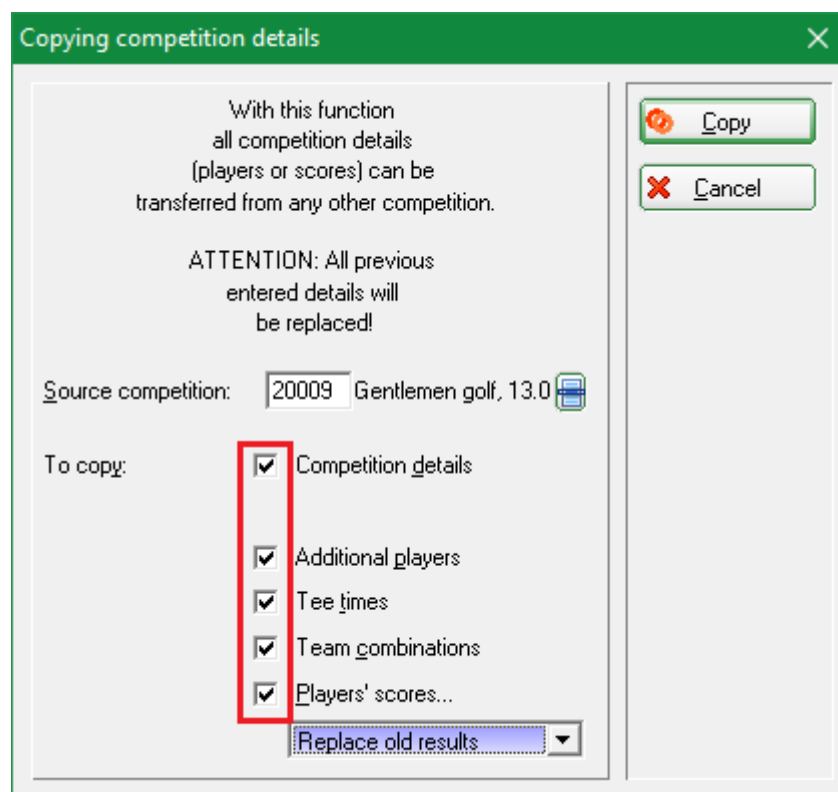 Copying competition details
With this function
all competition details
(players or scores) can be
transferred from any other competition.
ATTENTION: All previous
entered details will
be replaced!
Copy
Cancel
Source competition: 20009 Gentlemen golf, 13.0
To copy: Competition details
Additional players
Tee times
Team combinations
Players' scores...
Replace old results